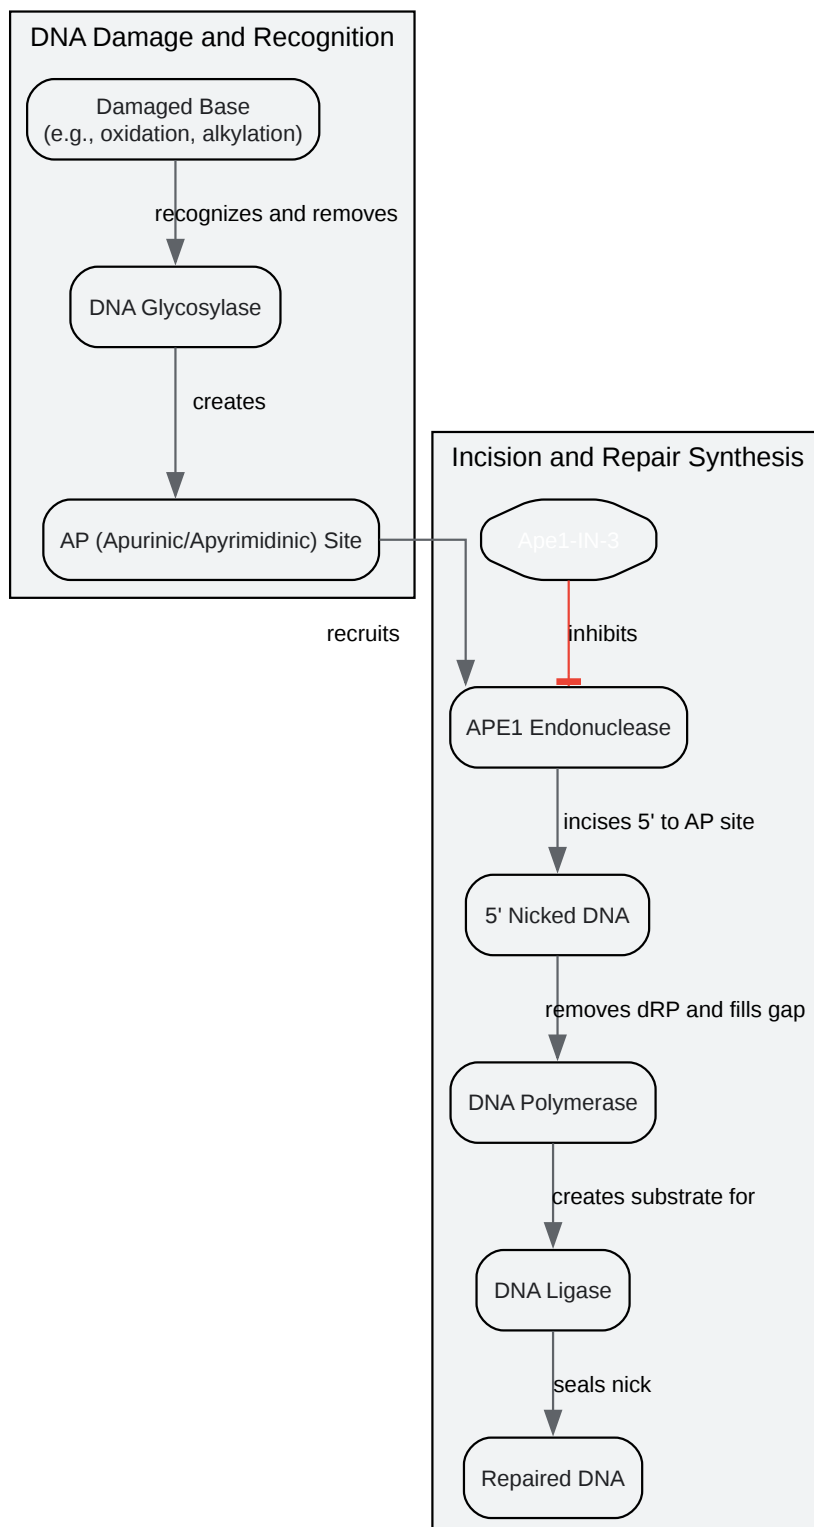 DNA Damage and Recognition
Damaged Base
(e.g., oxidation, alkylation)
recognizes and removes
DNA Glycosylase
creates
AP (Apurinic/Apyrimidinic) Site
recruits
Incision and Repair Synthesis
Ape1-IN-3
inhibits
APE1 Endonuclease
incises 5' to AP site
5' Nicked DNA
removes dRP and fills gap
DNA Polymerase
creates substrate for
DNA Ligase
seals nick
Repaired DNA